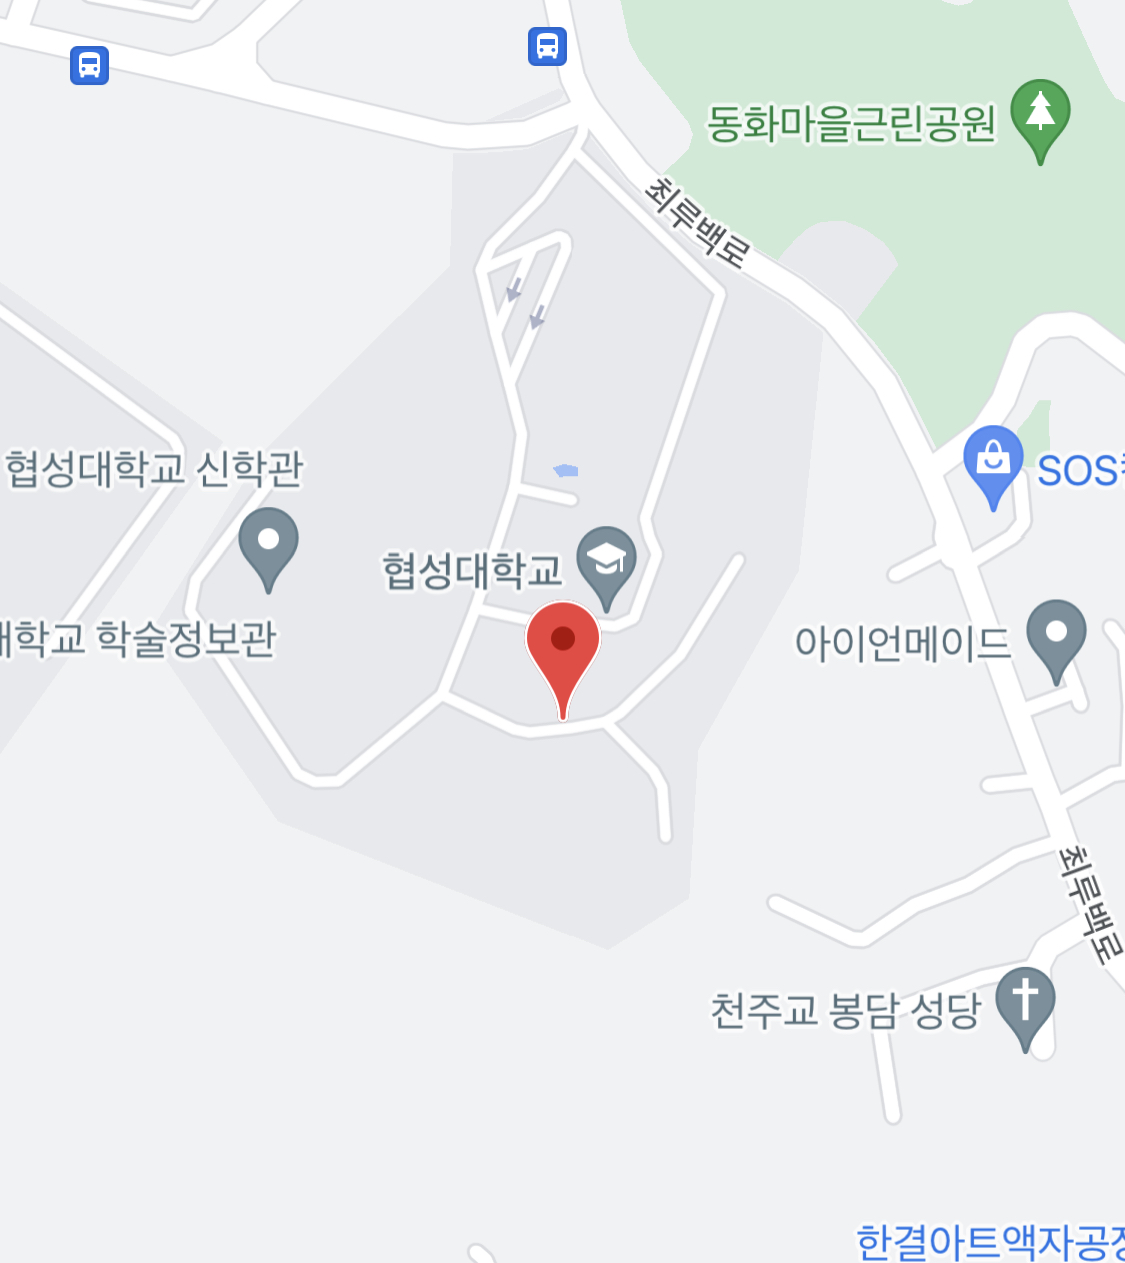 동화마을근린공원
최루백로
협성대학교 신학관
SOS
협성대학교
대학교 학술정보관
아이언메이드
최루백로
천주교 봉담 성당
한결아트액자공장